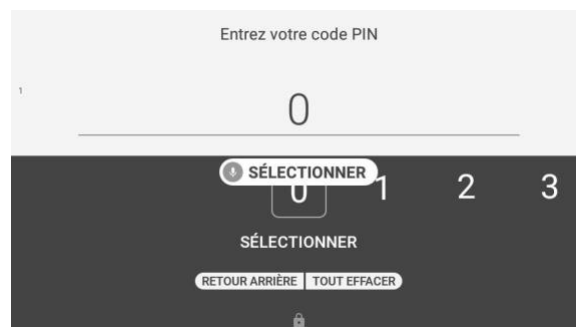 Entrez votre code PIN
1
0
SÉLECTIONNER
0 1 2 3
SÉLECTIONNER
RETOUR ARRIÈRE TOUT EFFACER